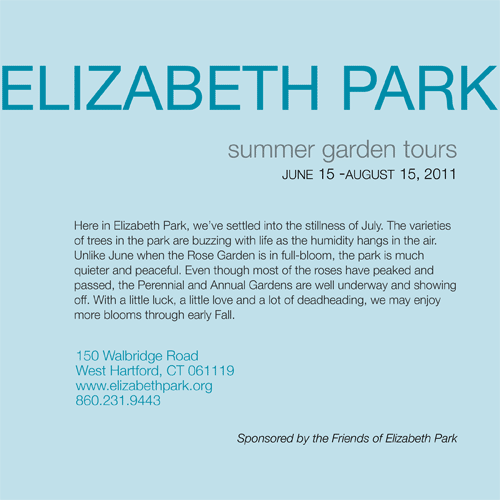 ELIZABETH PARK
summer garden tours
JUNE 15 -AUGUST 15, 2011
Here in Elizabeth Park, we've settled into the stillness of July. The varieties
of trees in the park are buzzing with life as the humidity hangs in the air.
Unlike June when the Rose Garden is in full-bloom, the park is much
quieter and peaceful. Even though most of the roses have peaked and
passed, the Perennial and Annual Gardens are well underway and showing
off. With a little luck, a little love and a lot of deadheading, we may enjoy
more blooms through early Fall.
150 Walbridge Road
West Hartford, CT 061119
www.elizabethpark.org
860.231.9443
Sponsored by the Friends of Elizabeth Park